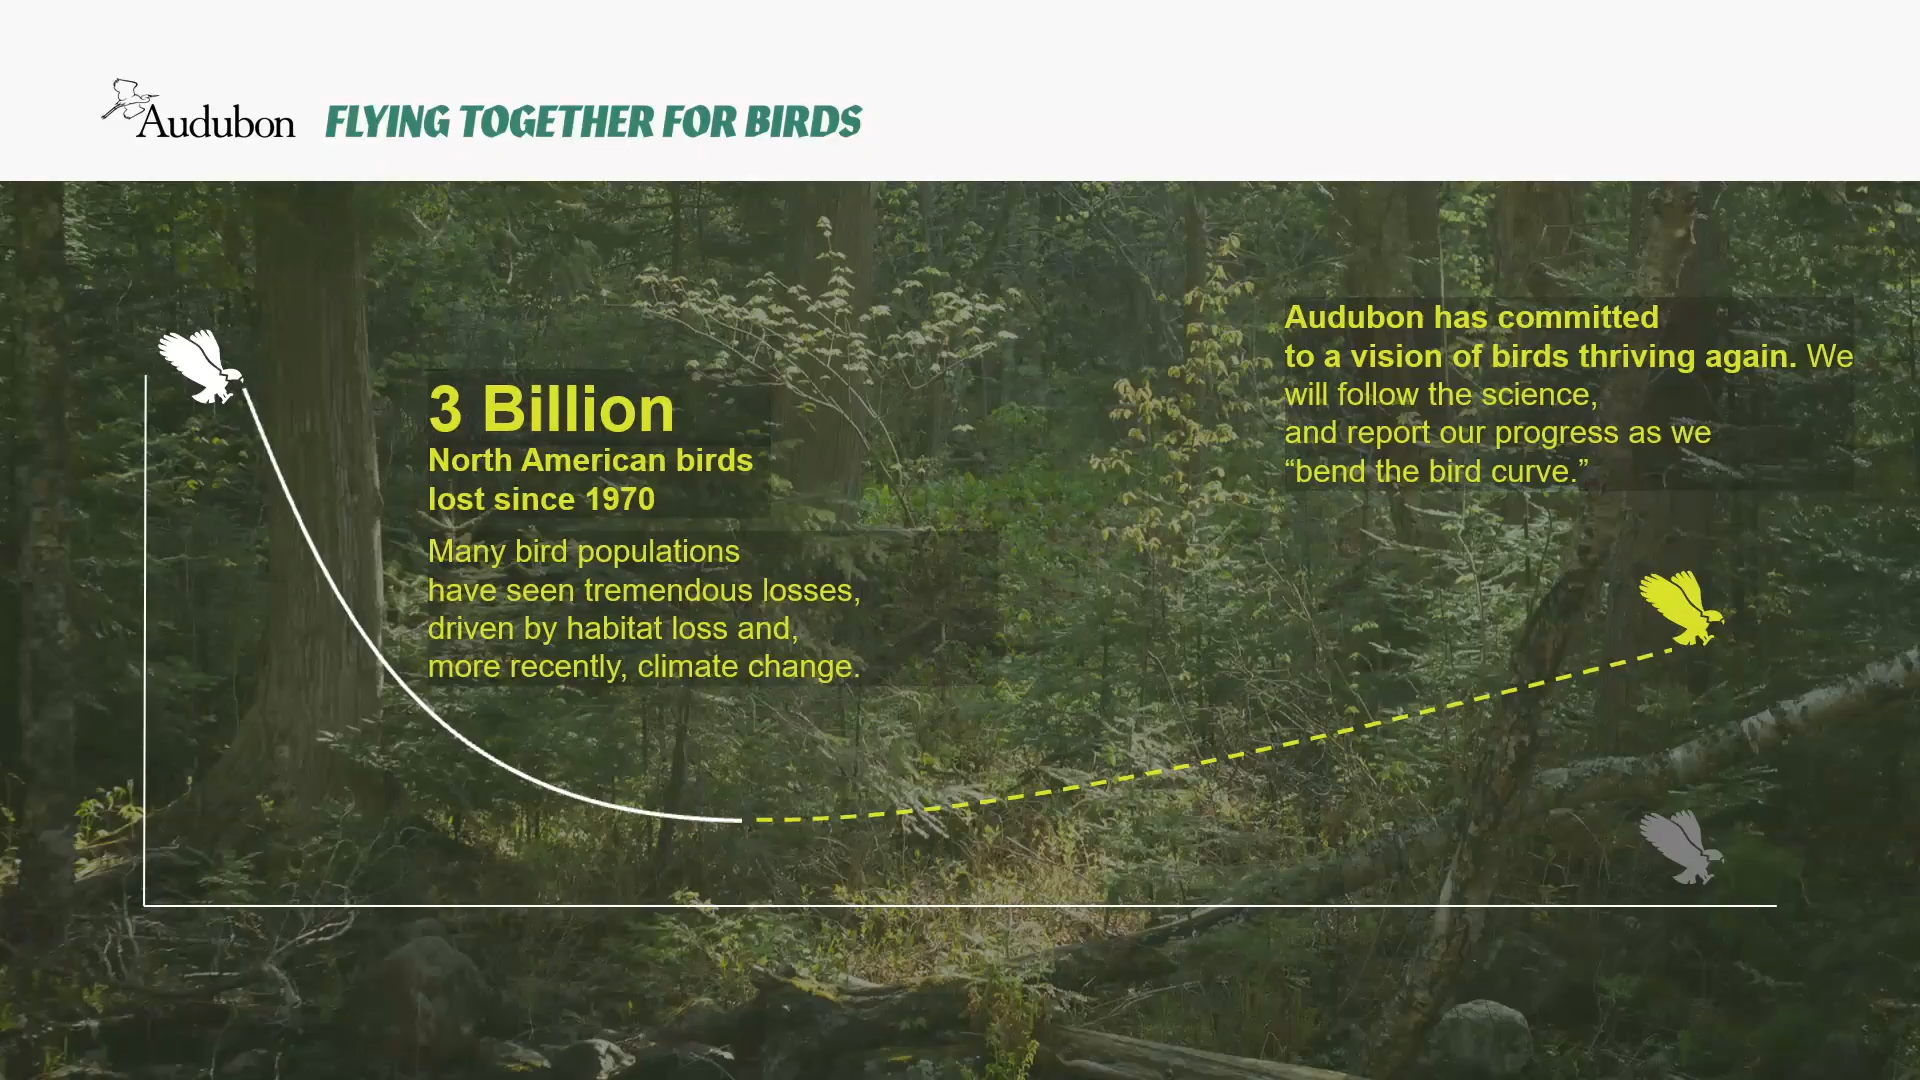 Audubon FLYING TOGETHER FOR BIRDS
3 Billion
North American birds
lost since 1970
Many bird populations
have seen tremendous losses,
driven by habitat loss and,
more recently, climate change.
Audubon has committed
to a vision of birds thriving again. We
will follow the science,
and report our progress as we
“bend the bird curve.”